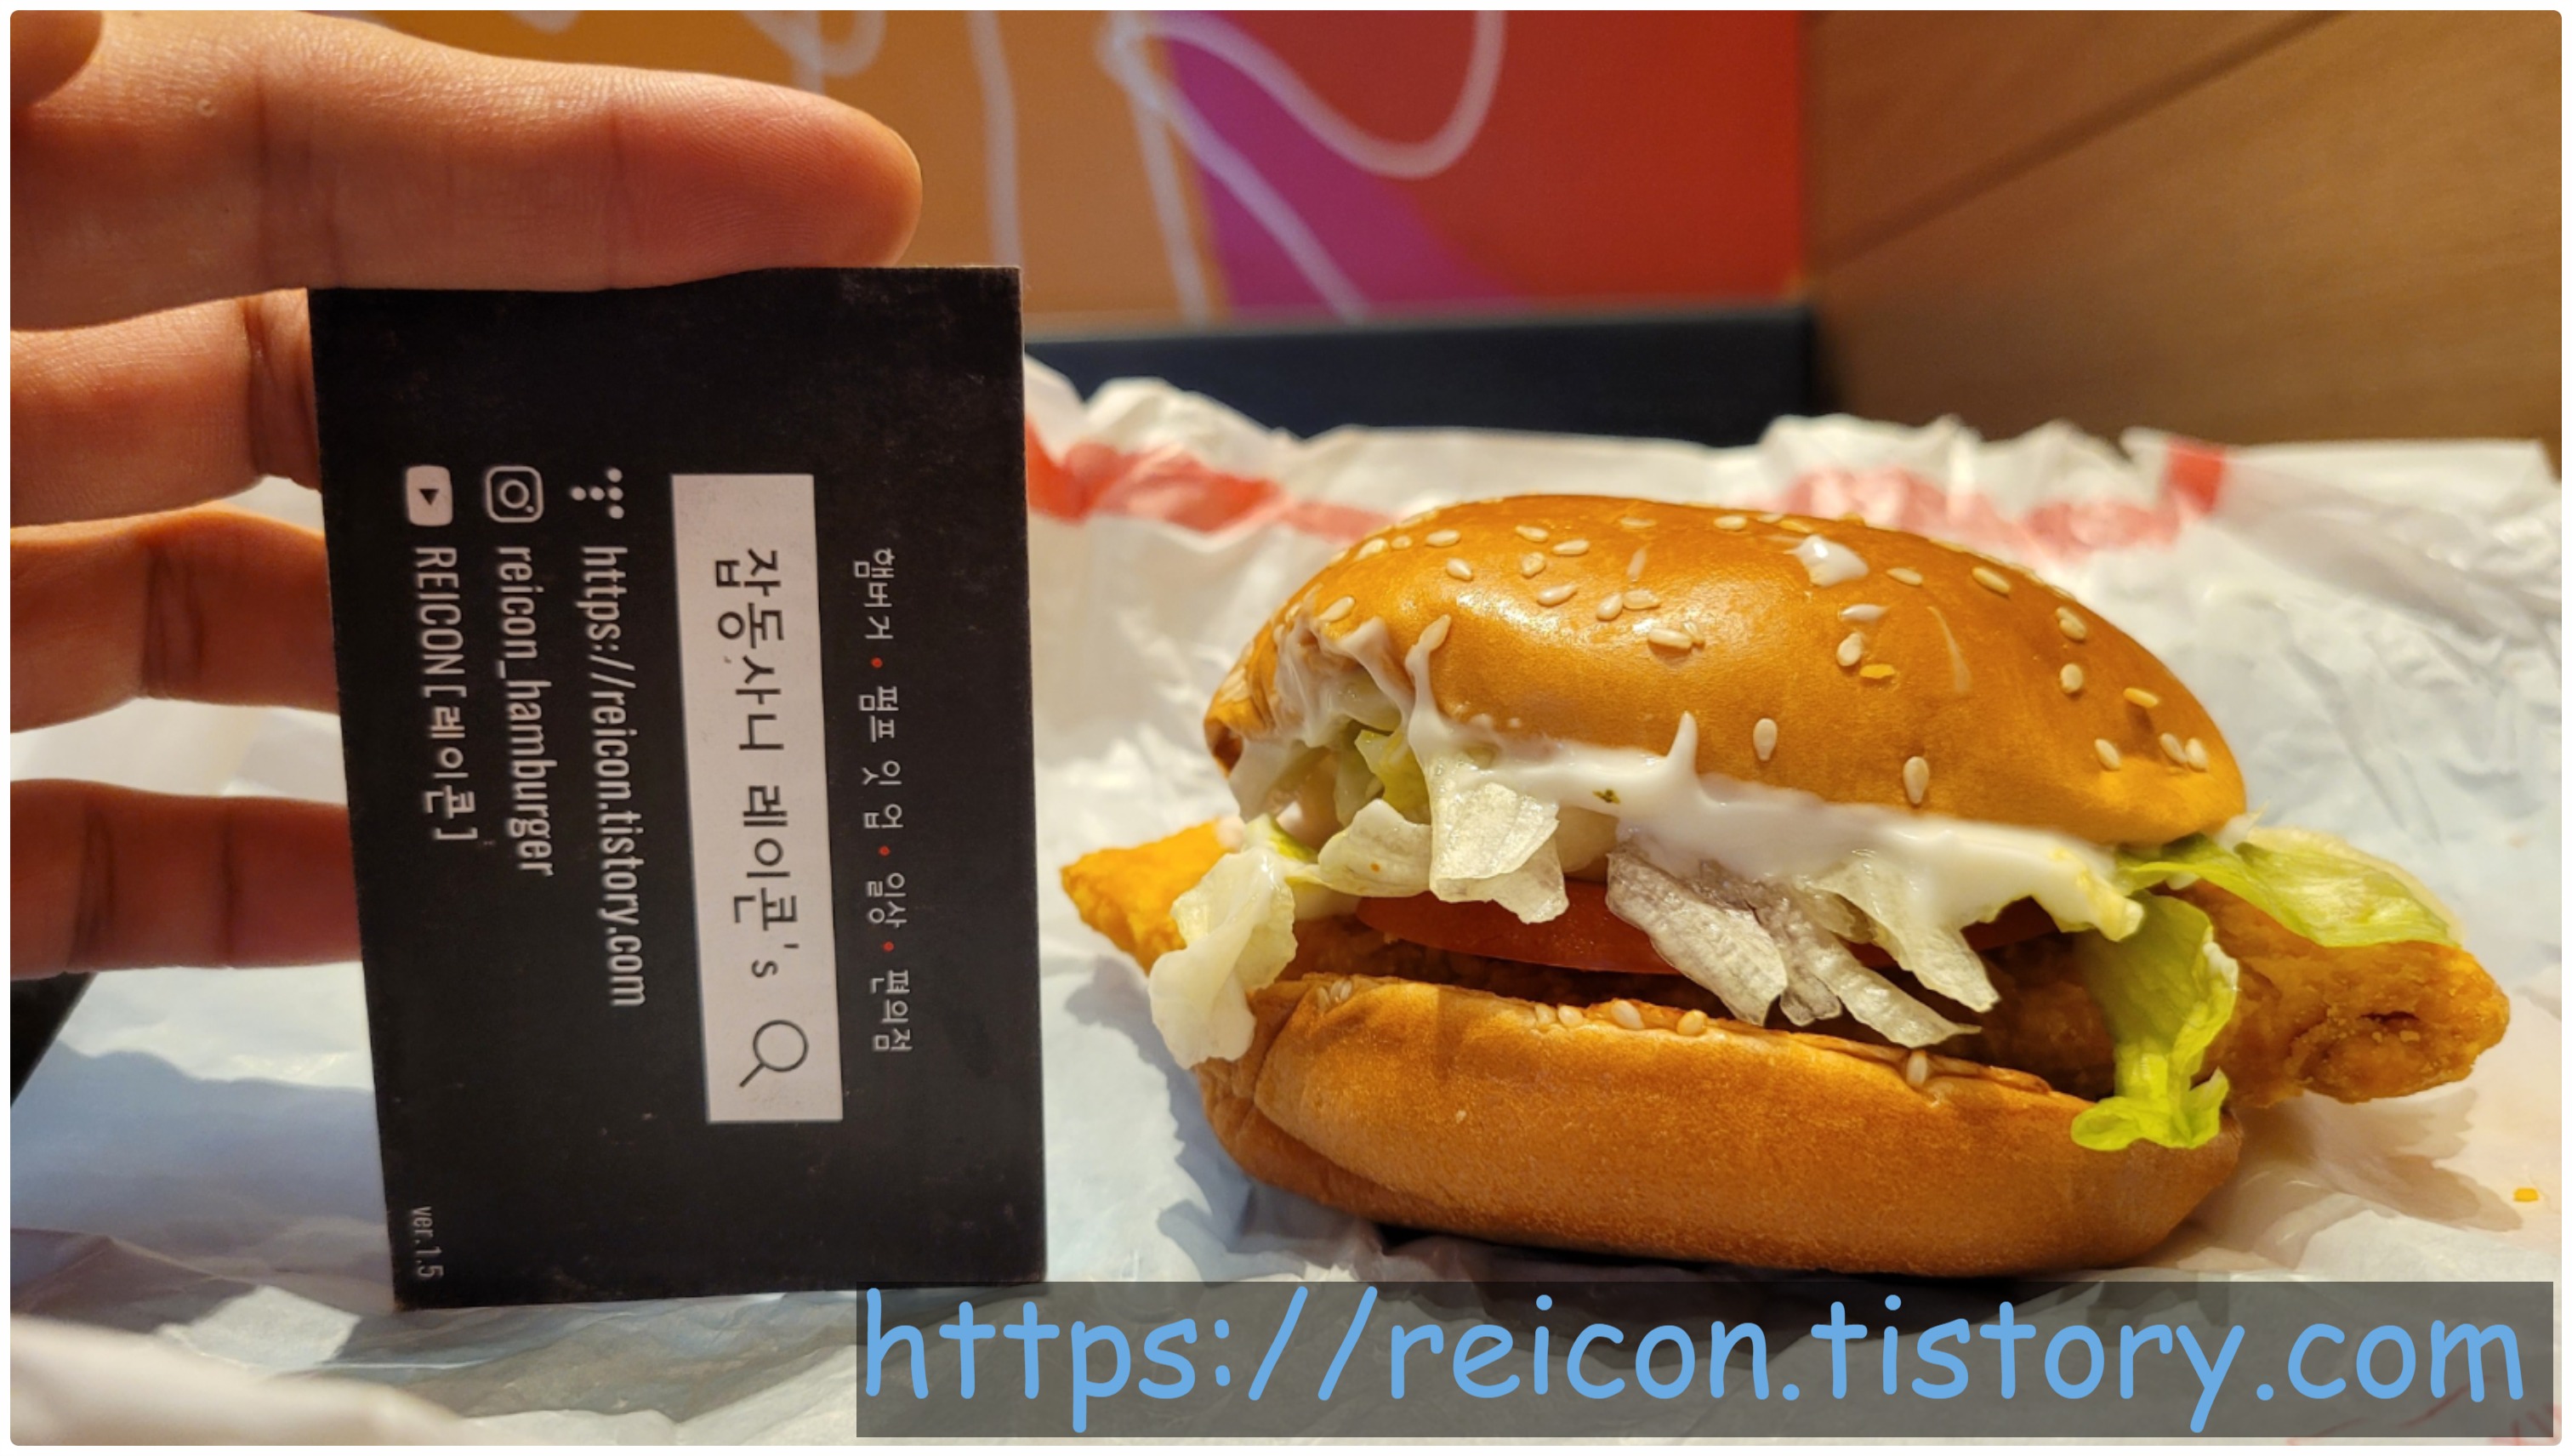 햄버거 • 펌프 잇 업 • 일상 • 편의점
잡동사니 레이콘's
https://reicon.tistory.com
reicon_hamburger
REICON [레이콘]
ver.1.5
https://reicon.tistory.com